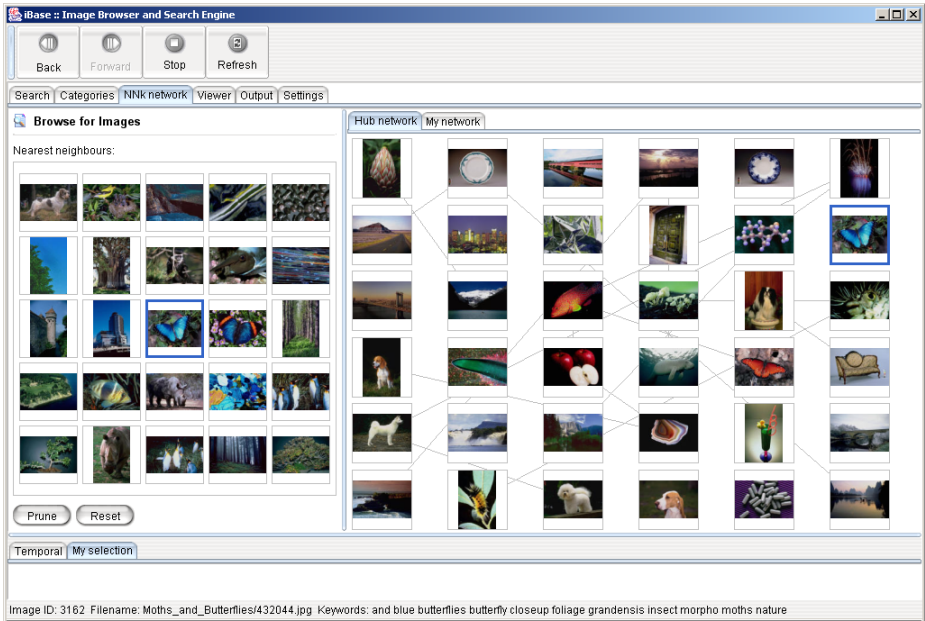 iBase :: Image Browser and Search Engine
Back Forward Stop Refresh
Search Categories NNk network Viewer Output Settings
Browse for Images
Hub network My network
Nearest neighbours:
Prune Reset
Temporal My selection
Image ID: 3162 Filename: Moths_and_Butterflies/432044.jpg Keywords: and blue butterflies butterfly closeup foliage grandensis insect morpho moths nature